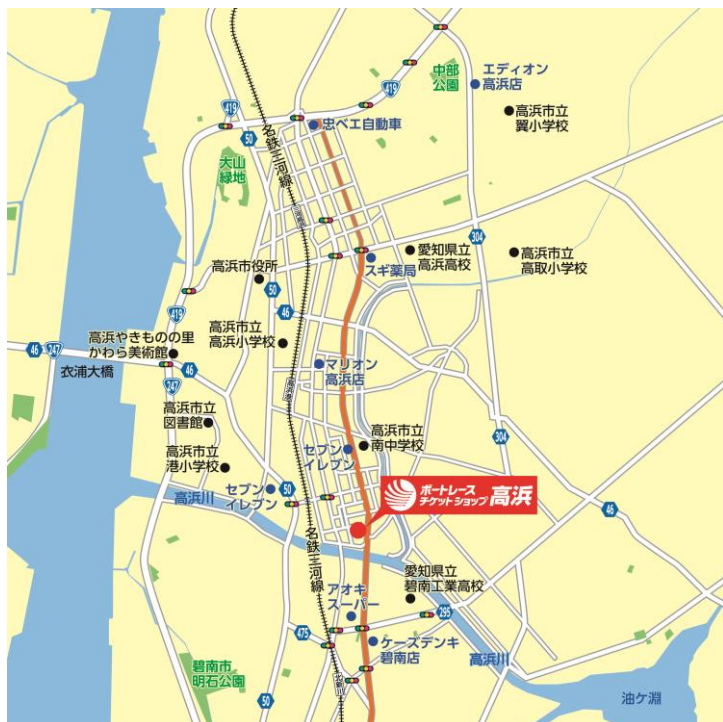 中部
公園
エディオン
高浜店
419
419
忠べエ自動車
高浜市立
翼小学校
50
名鉄三河線
大山
緑地
304
愛知県立
高浜高校
高浜市立
高取小学校
スギ薬局
高浜市役所
50
46
419
高浜市立
高浜小学校
高浜やきものの里
かわら美術館
46
247
46
衣浦大橋
247
マリオン
高浜店
高浜港
高浜市立
図書館
高浜市立
南中学校
304
セブン
イレブン
高浜市立
港小学校
セブン
イレブン
50
高浜川
ボートレース
チケットショップ 高浜
46
名鉄三河線
愛知県立
碧南工業高校
アオキ
スーパー
295
475
ケーズデンキ
碧南店
高浜川
碧南市
明石公園
北新川
50
油ケ淵